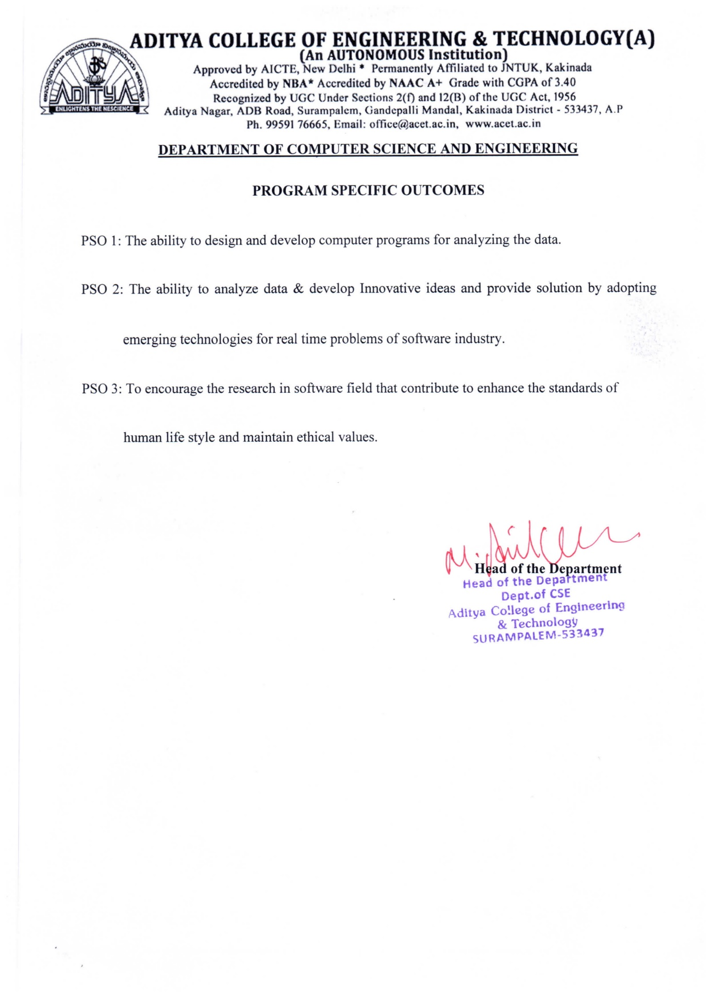 ADITYA COLLEGE OF ENGINEERING & TECHNOLOGY(A)
(An AUTONOMOUS Institution)
Approved by AICTE, New Delhi * Permanently Affiliated to JNTUK, Kakinada
Accredited by NBA* Accredited by NAAC A+ Grade with CGPA of 3.40
Recognized by UGC Under Sections 2(f) and 12(B) of the UGC Act, 1956
Aditya Nagar, ADB Road, Surampalem, Gandepalli Mandal, Kakinada District - 533437, A.P
Ph. 99591 76665, Email: office@acet.ac.in, www.acet.ac.in
ADITYA
ENLIGHTENS THE NESCIENCE
DEPARTMENT OF COMPUTER SCIENCE AND ENGINEERING
PROGRAM SPECIFIC OUTCOMES
PSO 1: The ability to design and develop computer programs for analyzing the data.
PSO 2: The ability to analyze data & develop Innovative ideas and provide solution by adopting
emerging technologies for real time problems of software industry.
PSO 3: To encourage the research in software field that contribute to enhance the standards of
human life style and maintain ethical values.
Head of the Department
Head of the Department
Dept.of CSE
Aditya College of Engineering
& Technology
SURAMPALEM-533437